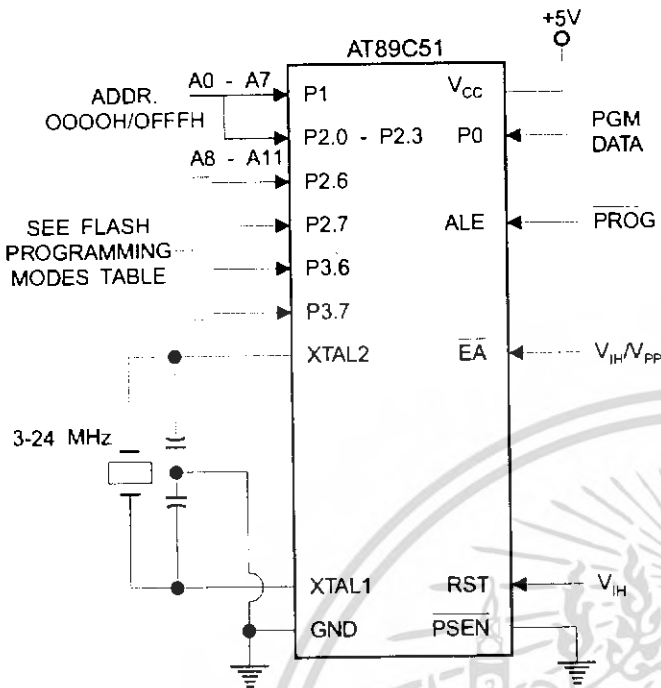 +5V
AT89C51
A0 - A7
ADDR.
OOOOH/OFFFH
P1
VCC
P2.0 - P2.3
P0
PGM
DATA
A8 - A11
P2.6
P2.7
ALE
PROG
SEE FLASH
PROGRAMMING
MODES TABLE
P3.6
P3.7
XTAL2
EA
VIH/VPP
3-24 MHz
XTAL1
RST
VIH
GND
PSEN